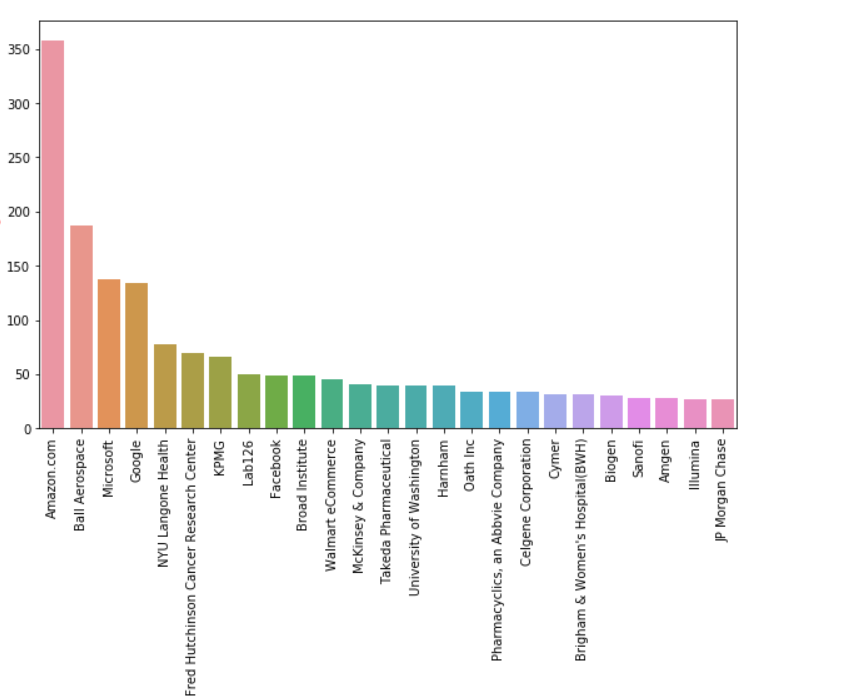 350
300
250
200
150
100
50
0
Amazon.com
Ball Aerospace
Microsoft
Google
NYU Langone Health
Fred Hutchinson Cancer Research Center
KPMG
Lab126
Facebook
Broad Institute
Walmart eCommerce
McKinsey & Company
Takeda Pharmaceutical
University of Washington
Harnham
Oath Inc
Pharmacyclics, an Abbvie Company
Celgene Corporation
Cymer
Brigham & Women's Hospital(BWH)
Biogen
Sanofi
Amgen
Illumina
JP Morgan Chase